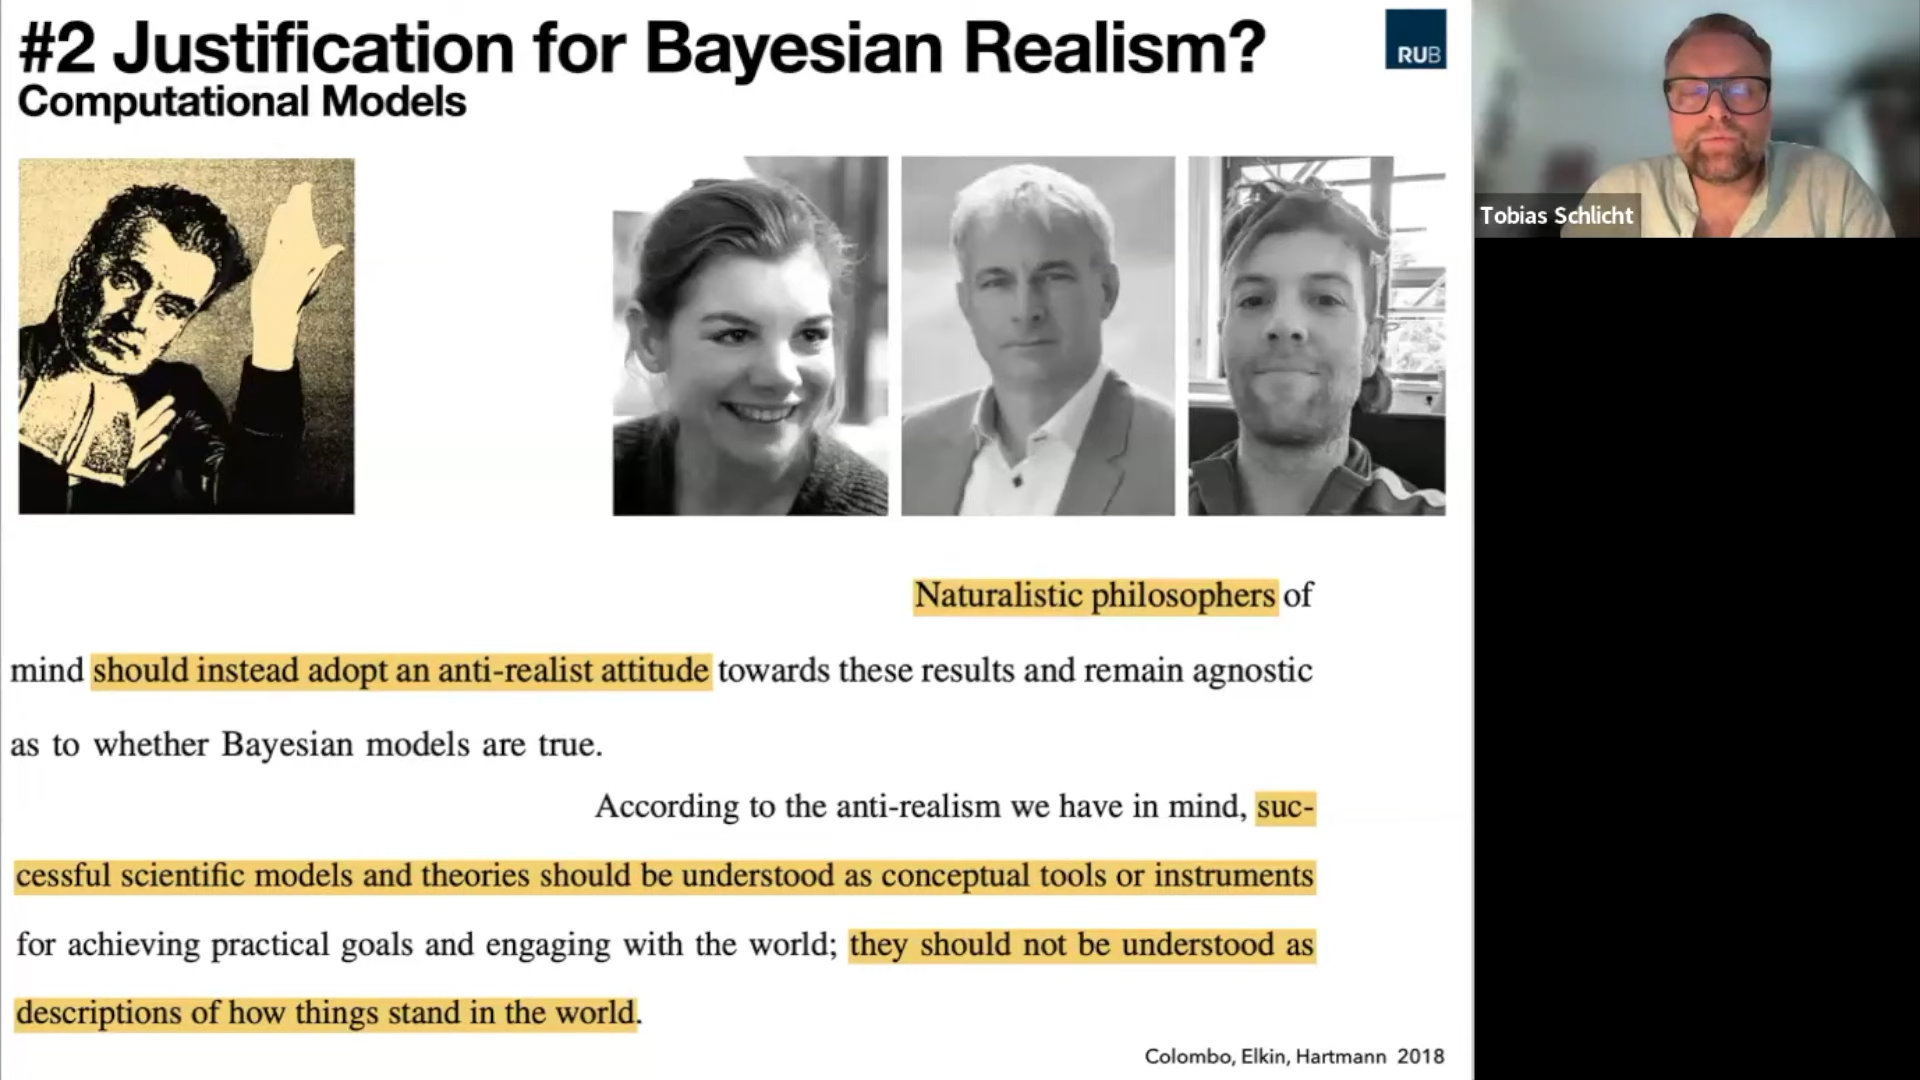 #2 Justification for Bayesian Realism?
Computational Models
RUB
Tobias Schlicht
Naturalistic philosophers of
mind should instead adopt an anti-realist attitude towards these results and remain agnostic
as to whether Bayesian models are true.
According to the anti-realism we have in mind, suc-
cessful scientific models and theories should be understood as conceptual tools or instruments
for achieving practical goals and engaging with the world; they should not be understood as
descriptions of how things stand in the world.
Colombo, Elkin, Hartmann 2018